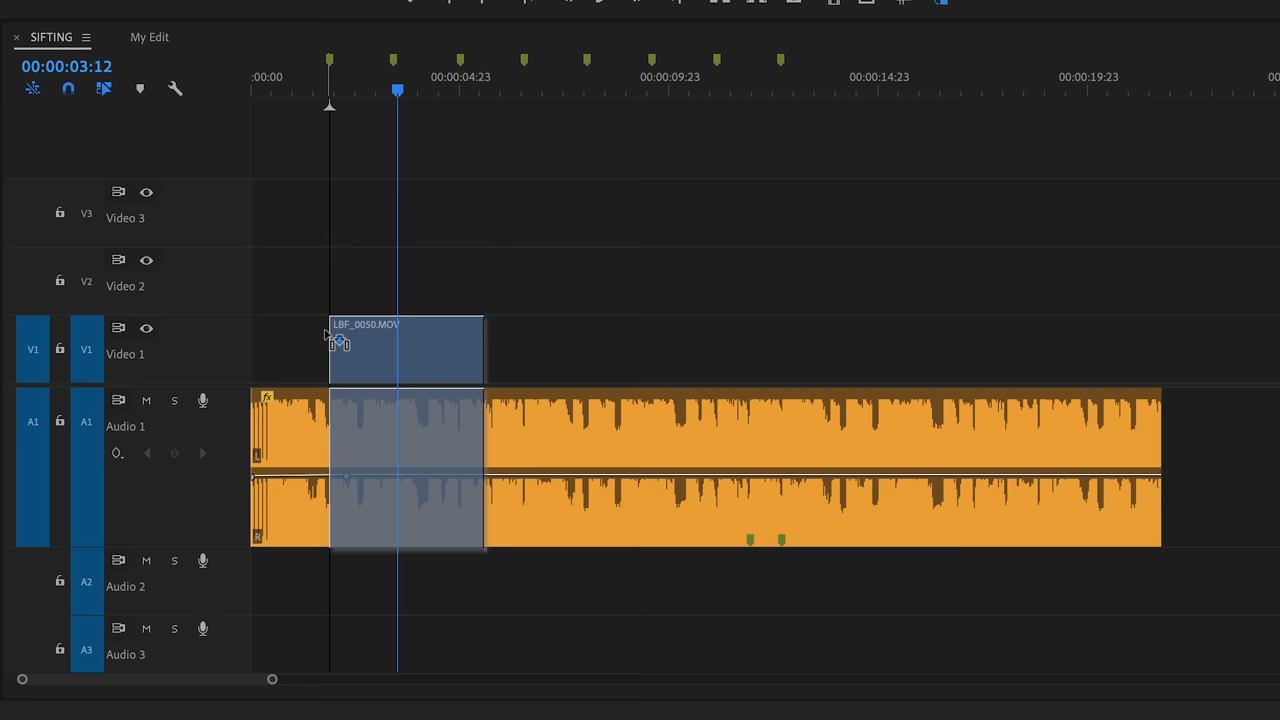 × SIFTING My Edit
00:00:03:12
:00:00 00:00:04:23 00:00:09:23 00:00:14:23 00:00:19:23 00
V3 Video 3
V2 Video 2
LBF_0050.MOV
V1 V1 Video 1
fx
M S
A1 A1 Audio 1
L
R
M S
A2 Audio 2
M S
A3 Audio 3